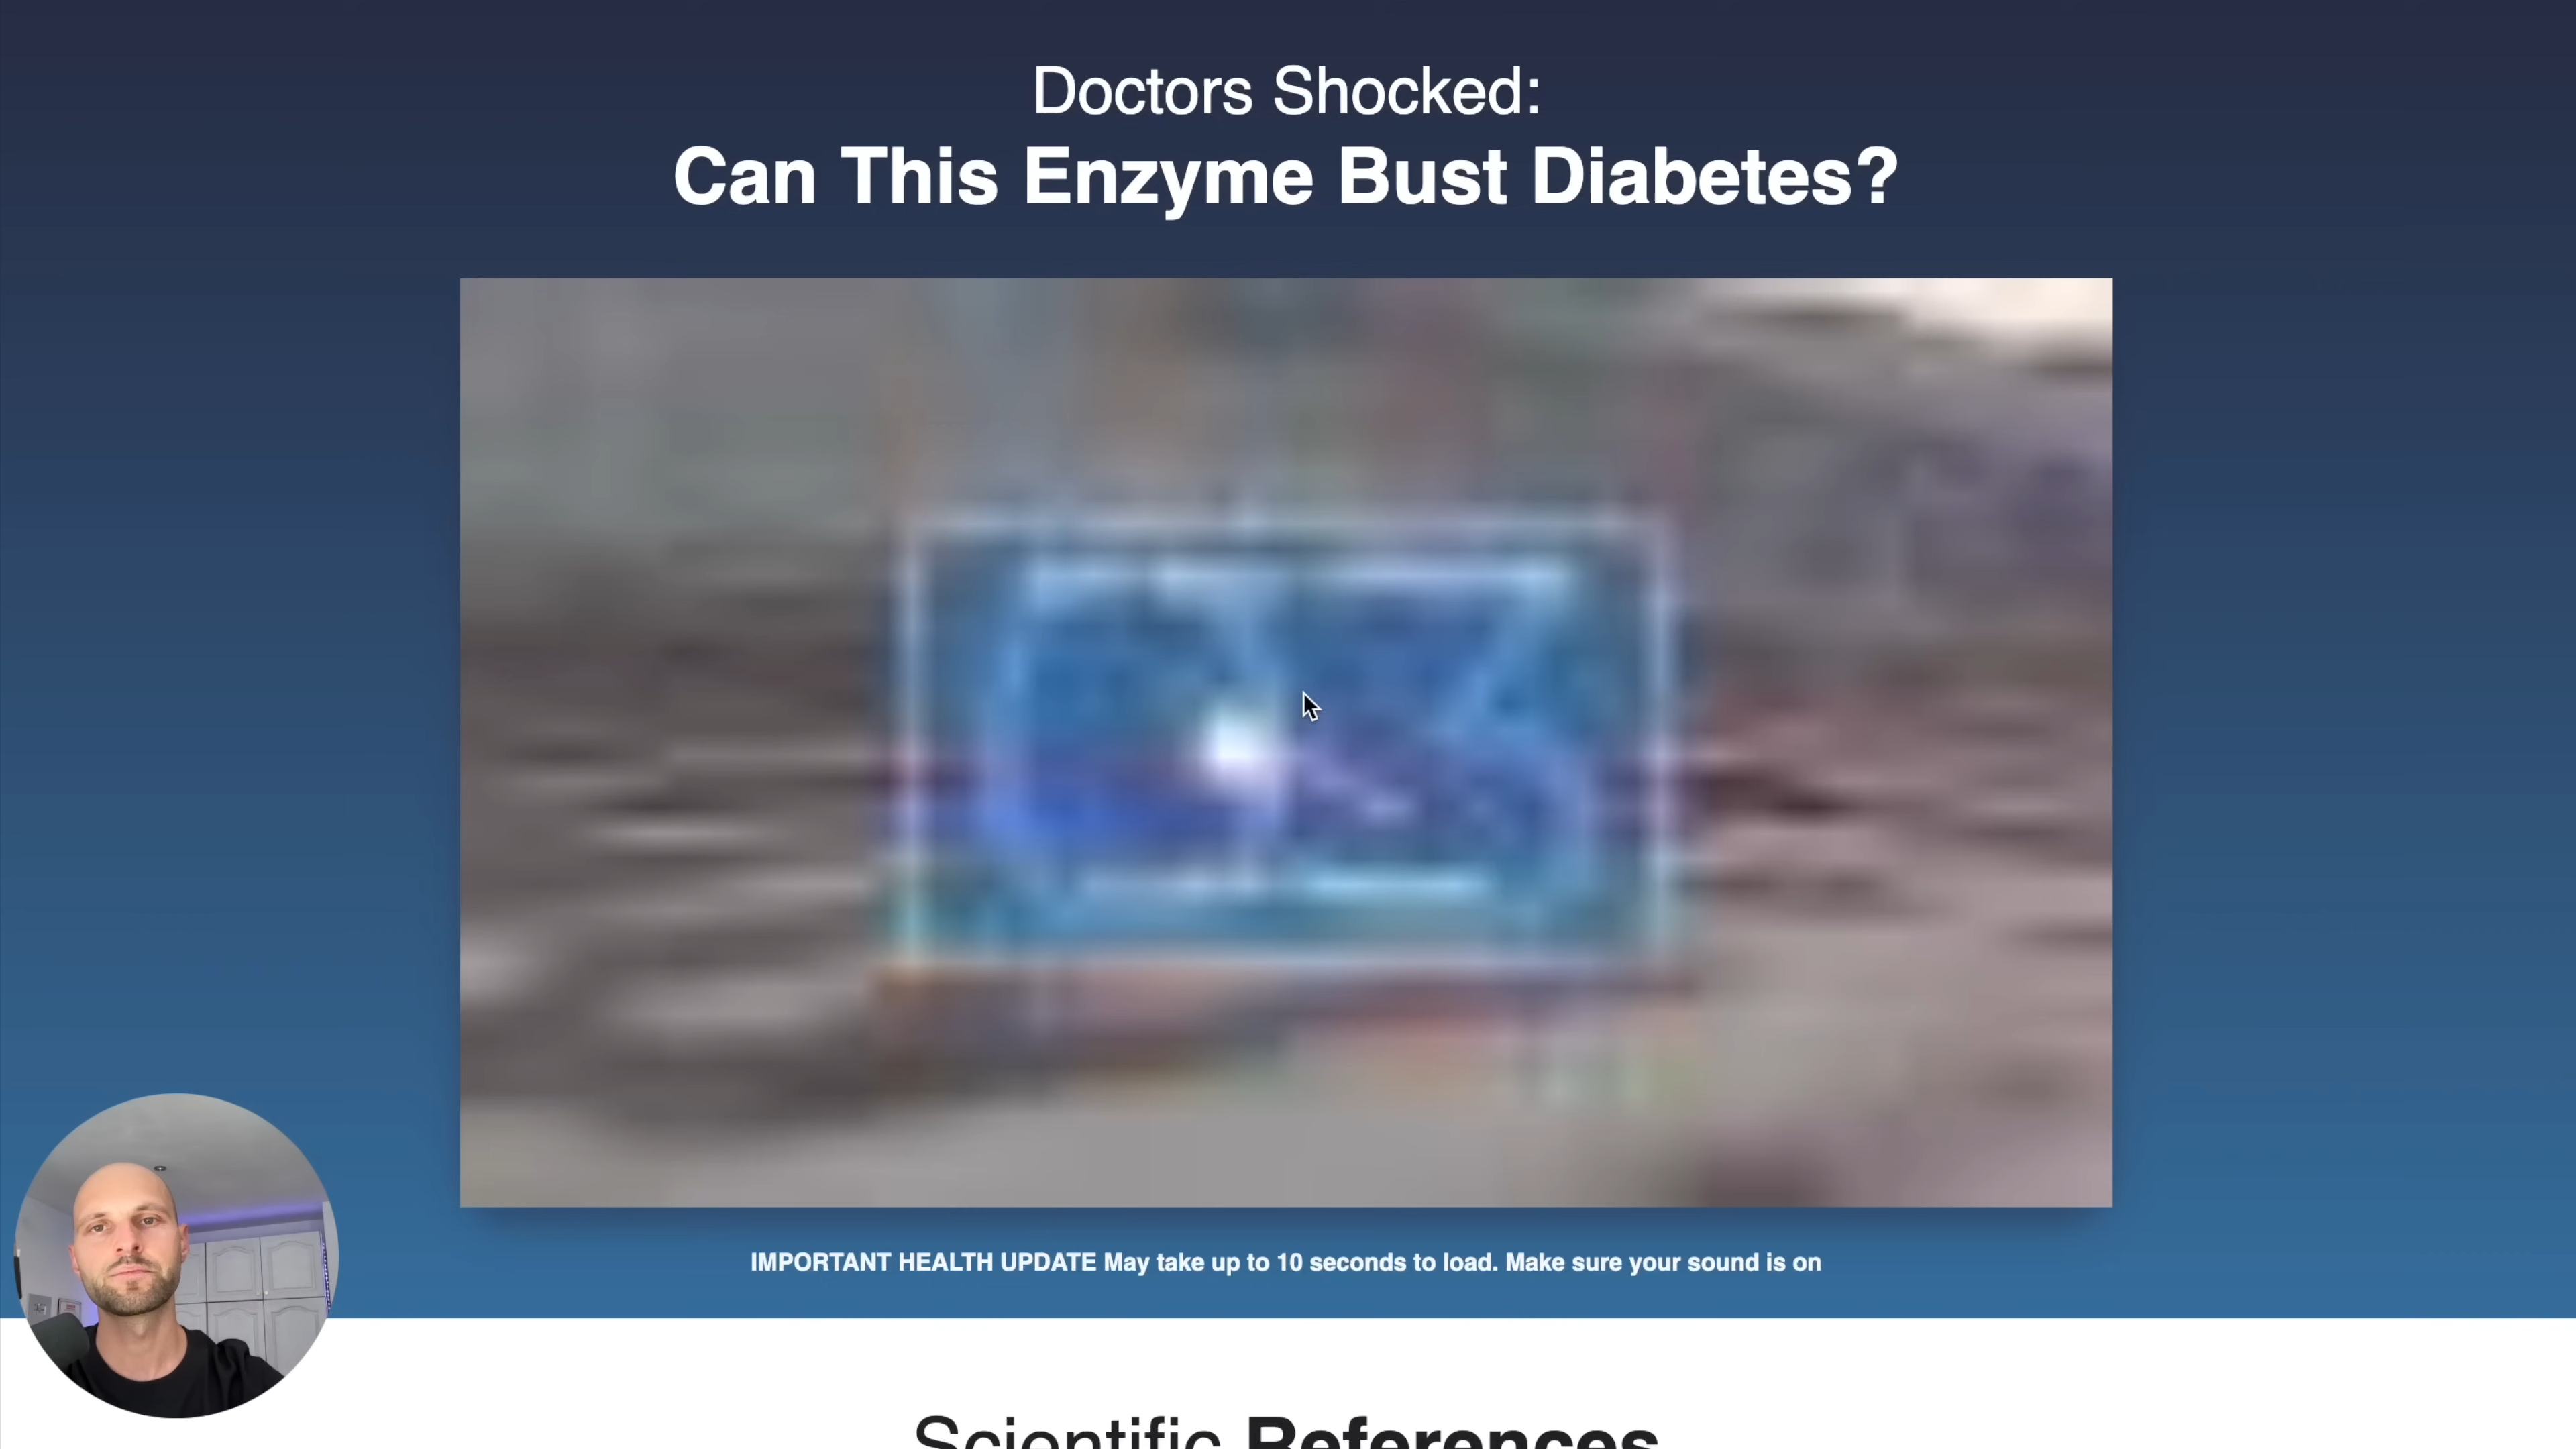 Doctors Shocked:
Can This Enzyme Bust Diabetes?
IMPORTANT HEALTH UPDATE May take up to 10 seconds to load. Make sure your sound is on
Scientific References